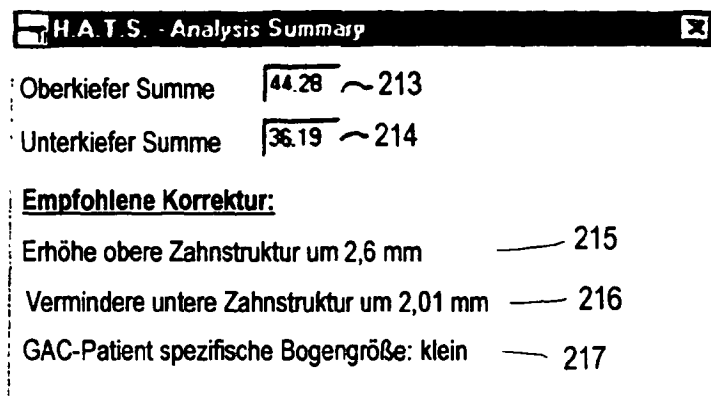 H.A.T.S. - Analysis Summary
Oberkiefer Summe 44.28 213
Unterkiefer Summe 36.19 214
Empfohlene Korrektur:
Erhöhe obere Zahnstruktur um 2,6 mm 215
Vermindere untere Zahnstruktur um 2,01 mm 216
GAC-Patient spezifische Bogengröße: klein 217